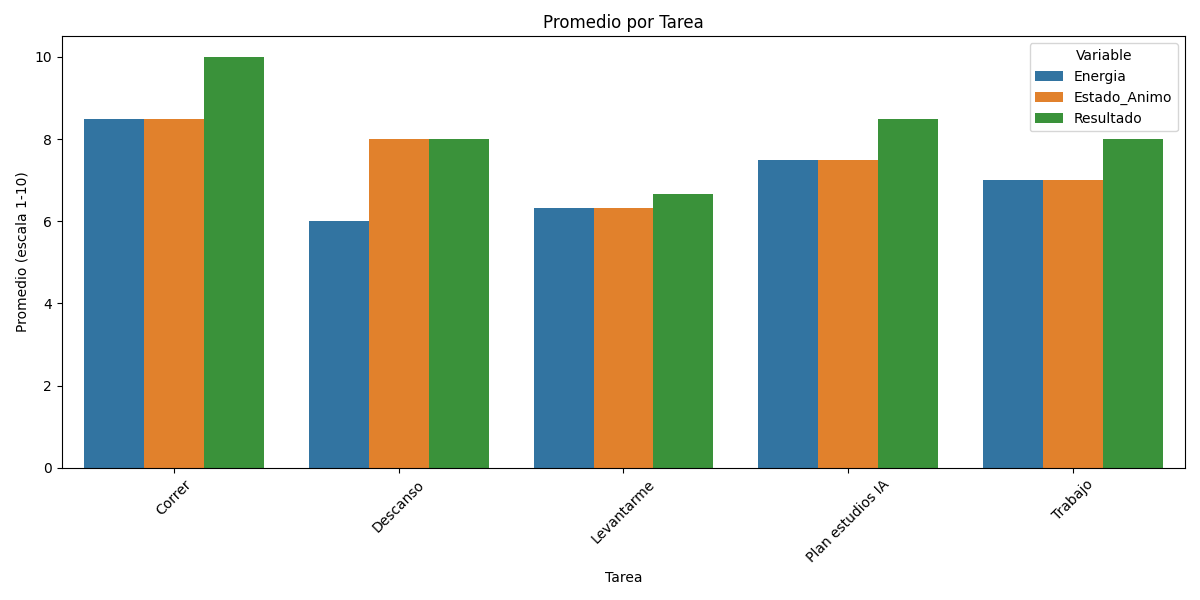 Promedio por Tarea
Variable
Energia
Estado_Animo
Resultado
Promedio (escala 1-10)
10
8
6
4
2
0
Correr
Descanso
Levantarme
Plan estudios IA
Trabajo
Tarea